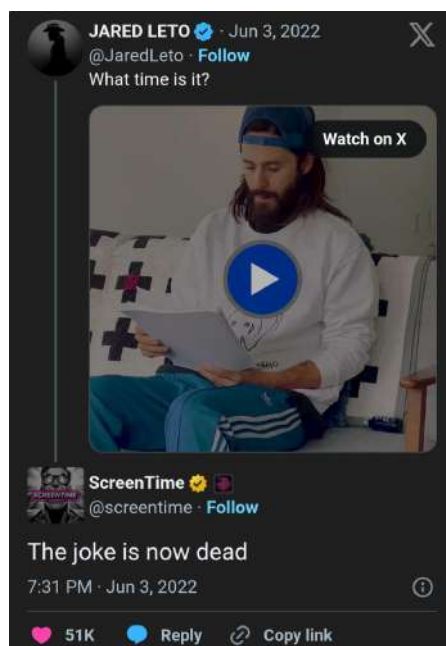 JARED LETO · Jun 3, 2022
@JaredLeto · Follow
What time is it?
Watch on X
ScreenTime
@screentime · Follow
The joke is now dead
7:31 PM · Jun 3, 2022
51K Reply Copy link